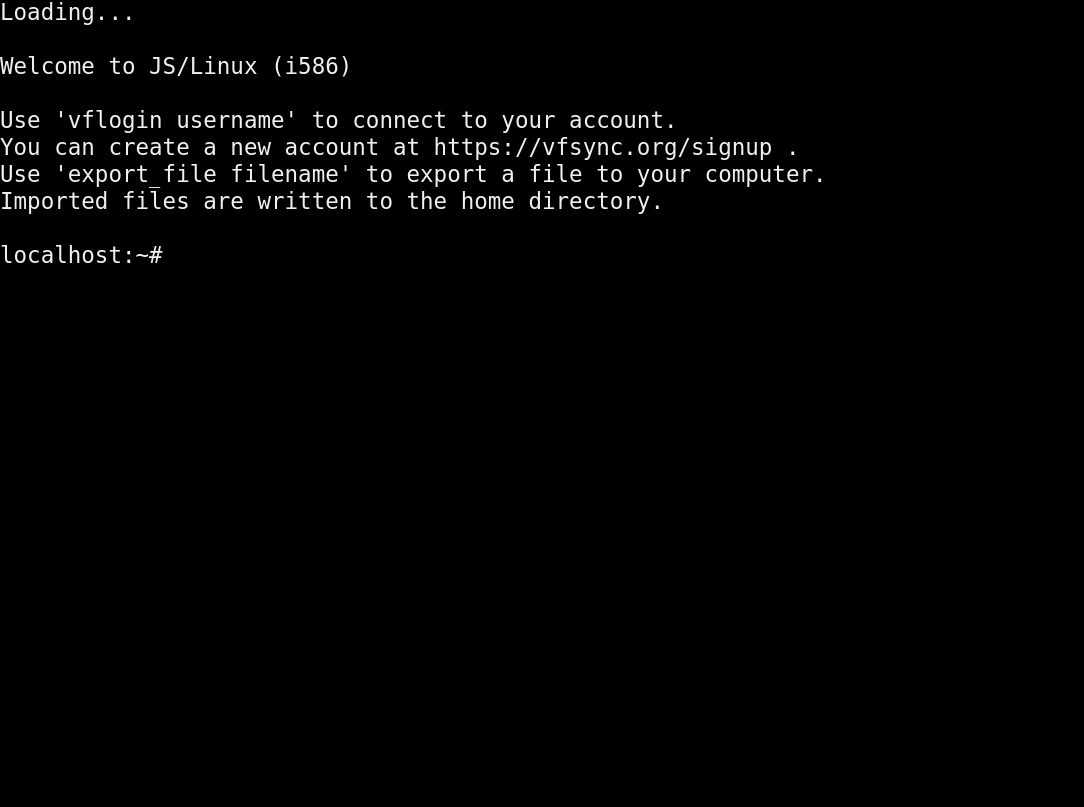 Loading...
Welcome to JS/Linux (i586)
Use 'vflogin username' to connect to your account.
You can create a new account at https://vfsync.org/signup .
Use 'export_file filename' to export a file to your computer.
Imported files are written to the home directory.
localhost:~#